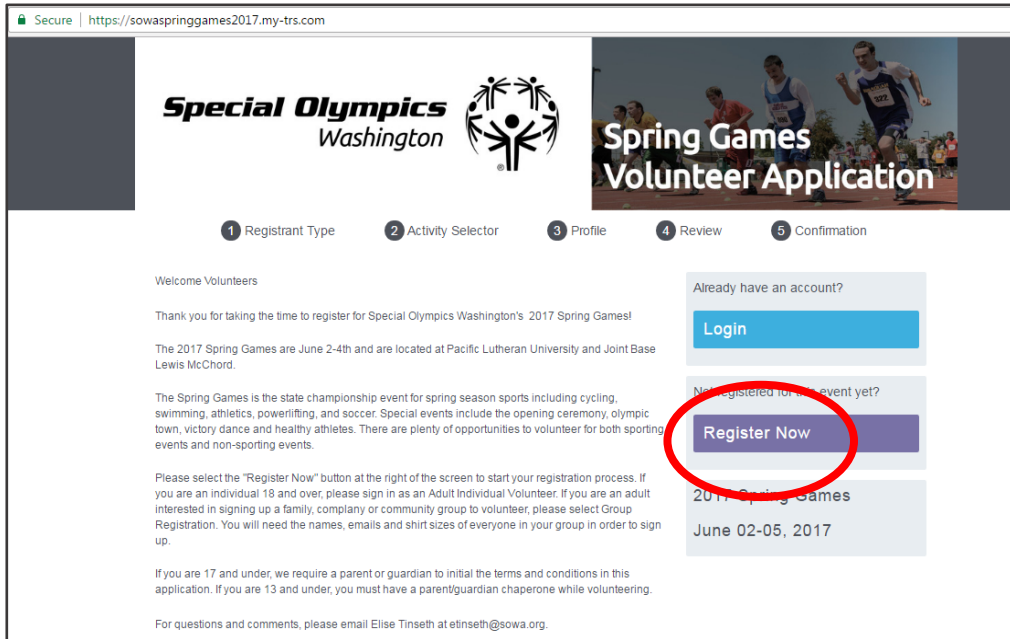 Secure | https://sowaspringgames2017.my-trs.com
Special Olympics
Washington
®
Spring Games
Volunteer Application
322
1 Registrant Type
2 Activity Selector
3 Profile
4 Review
5 Confirmation
Welcome Volunteers
Thank you for taking the time to register for Special Olympics Washington's 2017 Spring Games!
The 2017 Spring Games are June 2-4th and are located at Pacific Lutheran University and Joint Base
Lewis McChord.
The Spring Games is the state championship event for spring season sports including cycling,
swimming, athletics, powerlifting, and soccer. Special events include the opening ceremony, olympic
town, victory dance and healthy athletes. There are plenty of opportunities to volunteer for both sporting
events and non-sporting events.
Please select the "Register Now" button at the right of the screen to start your registration process. If
you are an individual 18 and over, please sign in as an Adult Individual Volunteer. If you are an adult
interested in signing up a family, complany or community group to volunteer, please select Group
Registration. You will need the names, emails and shirt sizes of everyone in your group in order to sign
up.
If you are 17 and under, we require a parent or guardian to initial the terms and conditions in this
application. If you are 13 and under, you must have a parent/guardian chaperone while volunteering.
For questions and comments, please email Elise Tinseth at etinseth@sowa.org.
Already have an account?
Login
Not registered for this event yet?
Register Now
2017 Spring Games
June 02-05, 2017